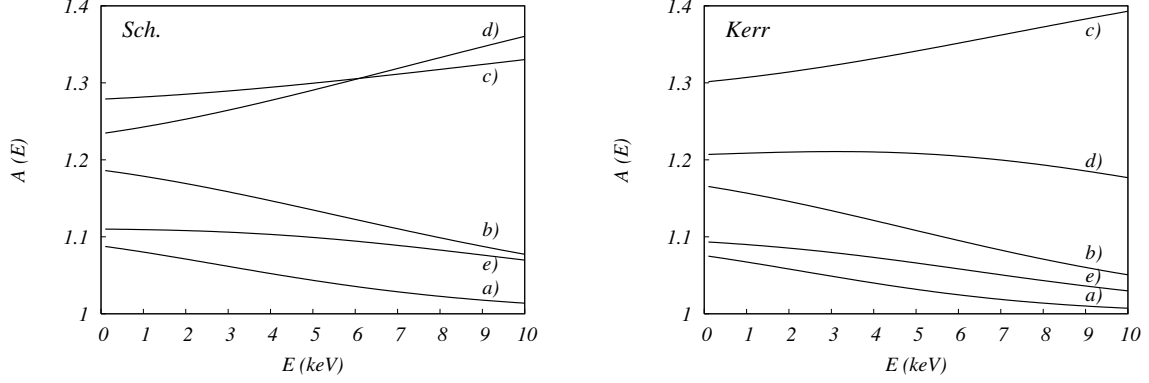 Sch.
A (E)
1.4
1.3
1.2
1.1
1
d)
c)
b)
e)
a)
0 1 2 3 4 5 6 7 8 9 10
E (keV)
Kerr
A (E)
1.4
1.3
1.2
1.1
1
c)
d)
b)
e)
a)
0 1 2 3 4 5 6 7 8 9 10
E (keV)